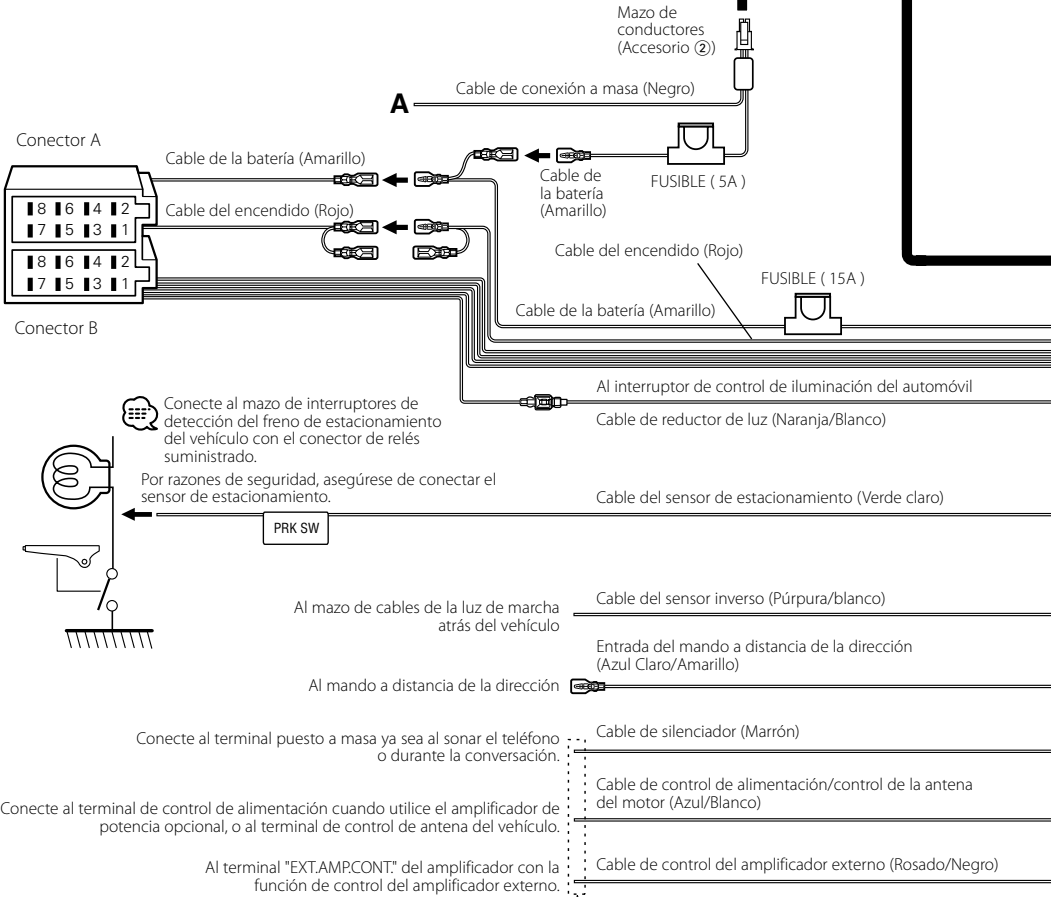 Mazo de
conductores
(Accesorio ②)
A
Cable de conexión a masa (Negro)
Conector A
Cable de la batería (Amarillo)
Cable de
la batería
(Amarillo)
FUSIBLE ( 5A )
8 6 4 2
7 5 3 1
Cable del encendido (Rojo)
8 6 4 2
7 5 3 1
Conector B
Cable del encendido (Rojo)
FUSIBLE ( 15A )
Cable de la batería (Amarillo)
Al interruptor de control de iluminación del automóvil
Cable de reductor de luz (Naranja/Blanco)
Conecte al mazo de interruptores de
detección del freno de estacionamiento
del vehículo con el conector de relés
suministrado.
Por razones de seguridad, asegúrese de conectar el
sensor de estacionamiento.
Cable del sensor de estacionamiento (Verde claro)
PRK SW
Al mazo de cables de la luz de marcha
atrás del vehículo
Cable del sensor inverso (Púrpura/blanco)
Entrada del mando a distancia de la dirección
(Azul Claro/Amarillo)
Al mando a distancia de la dirección
Conecte al terminal puesto a masa ya sea al sonar el teléfono
o durante la conversación.
Cable de silenciador (Marrón)
Cable de control de alimentación/control de la antena
del motor (Azul/Blanco)
Conecte al terminal de control de alimentación cuando utilice el amplificador de
potencia opcional, o al terminal de control de antena del vehículo.
Al terminal "EXT.AMP.CONT." del amplificador con la
función de control del amplificador externo.
Cable de control del amplificador externo (Rosado/Negro)